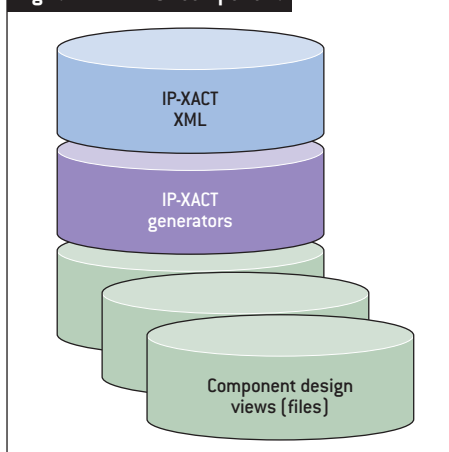 IP-XACT
XML
IP-XACT
generators
Component design
views (files)